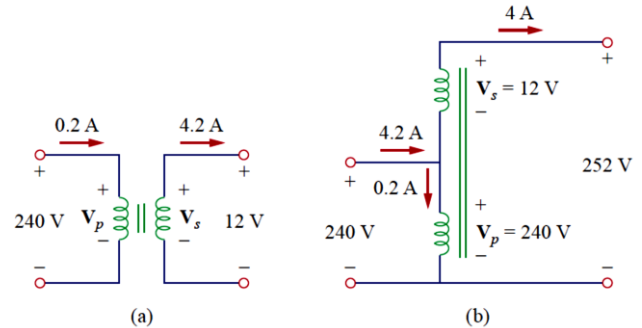 0.2 A
4.2 A
+
+
240 V
+
Vp
−
+
Vs
−
12 V
−
−
(a)
4 A
+
+
Vs = 12 V
−
4.2 A
+
0.2 A
252 V
+
240 V
Vp = 240 V
−
−
−
(b)